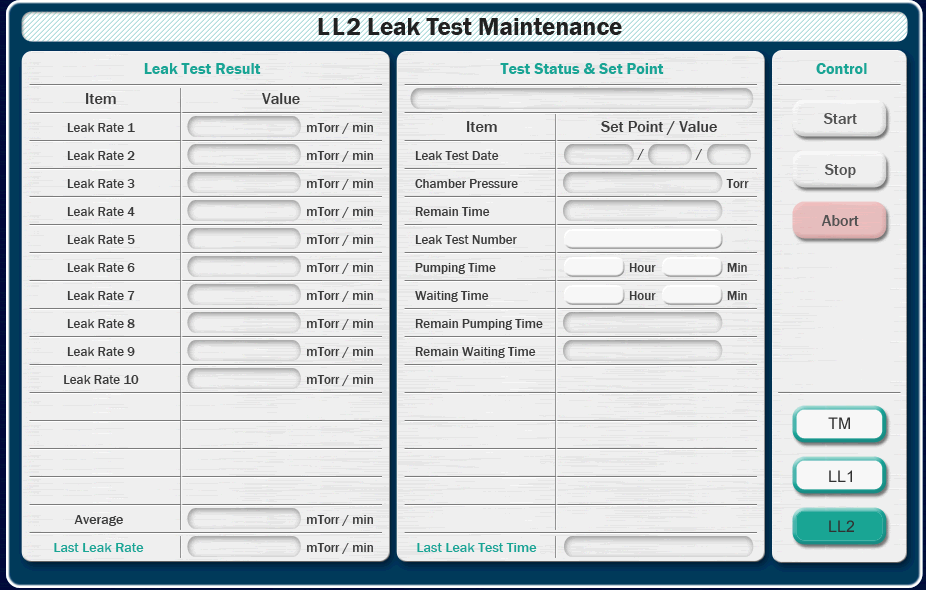 LL2 Leak Test Maintenance
Leak Test Result
Item Value
Leak Rate 1 mTorr / min
Leak Rate 2 mTorr / min
Leak Rate 3 mTorr / min
Leak Rate 4 mTorr / min
Leak Rate 5 mTorr / min
Leak Rate 6 mTorr / min
Leak Rate 7 mTorr / min
Leak Rate 8 mTorr / min
Leak Rate 9 mTorr / min
Leak Rate 10 mTorr / min
Average mTorr / min
Last Leak Rate mTorr / min
Test Status & Set Point
Item Set Point / Value
Leak Test Date / /
Chamber Pressure Torr
Remain Time
Leak Test Number
Pumping Time Hour Min
Waiting Time Hour Min
Remain Pumping Time
Remain Waiting Time
Last Leak Test Time
Control
Start
Stop
Abort
TM
LL1
LL2